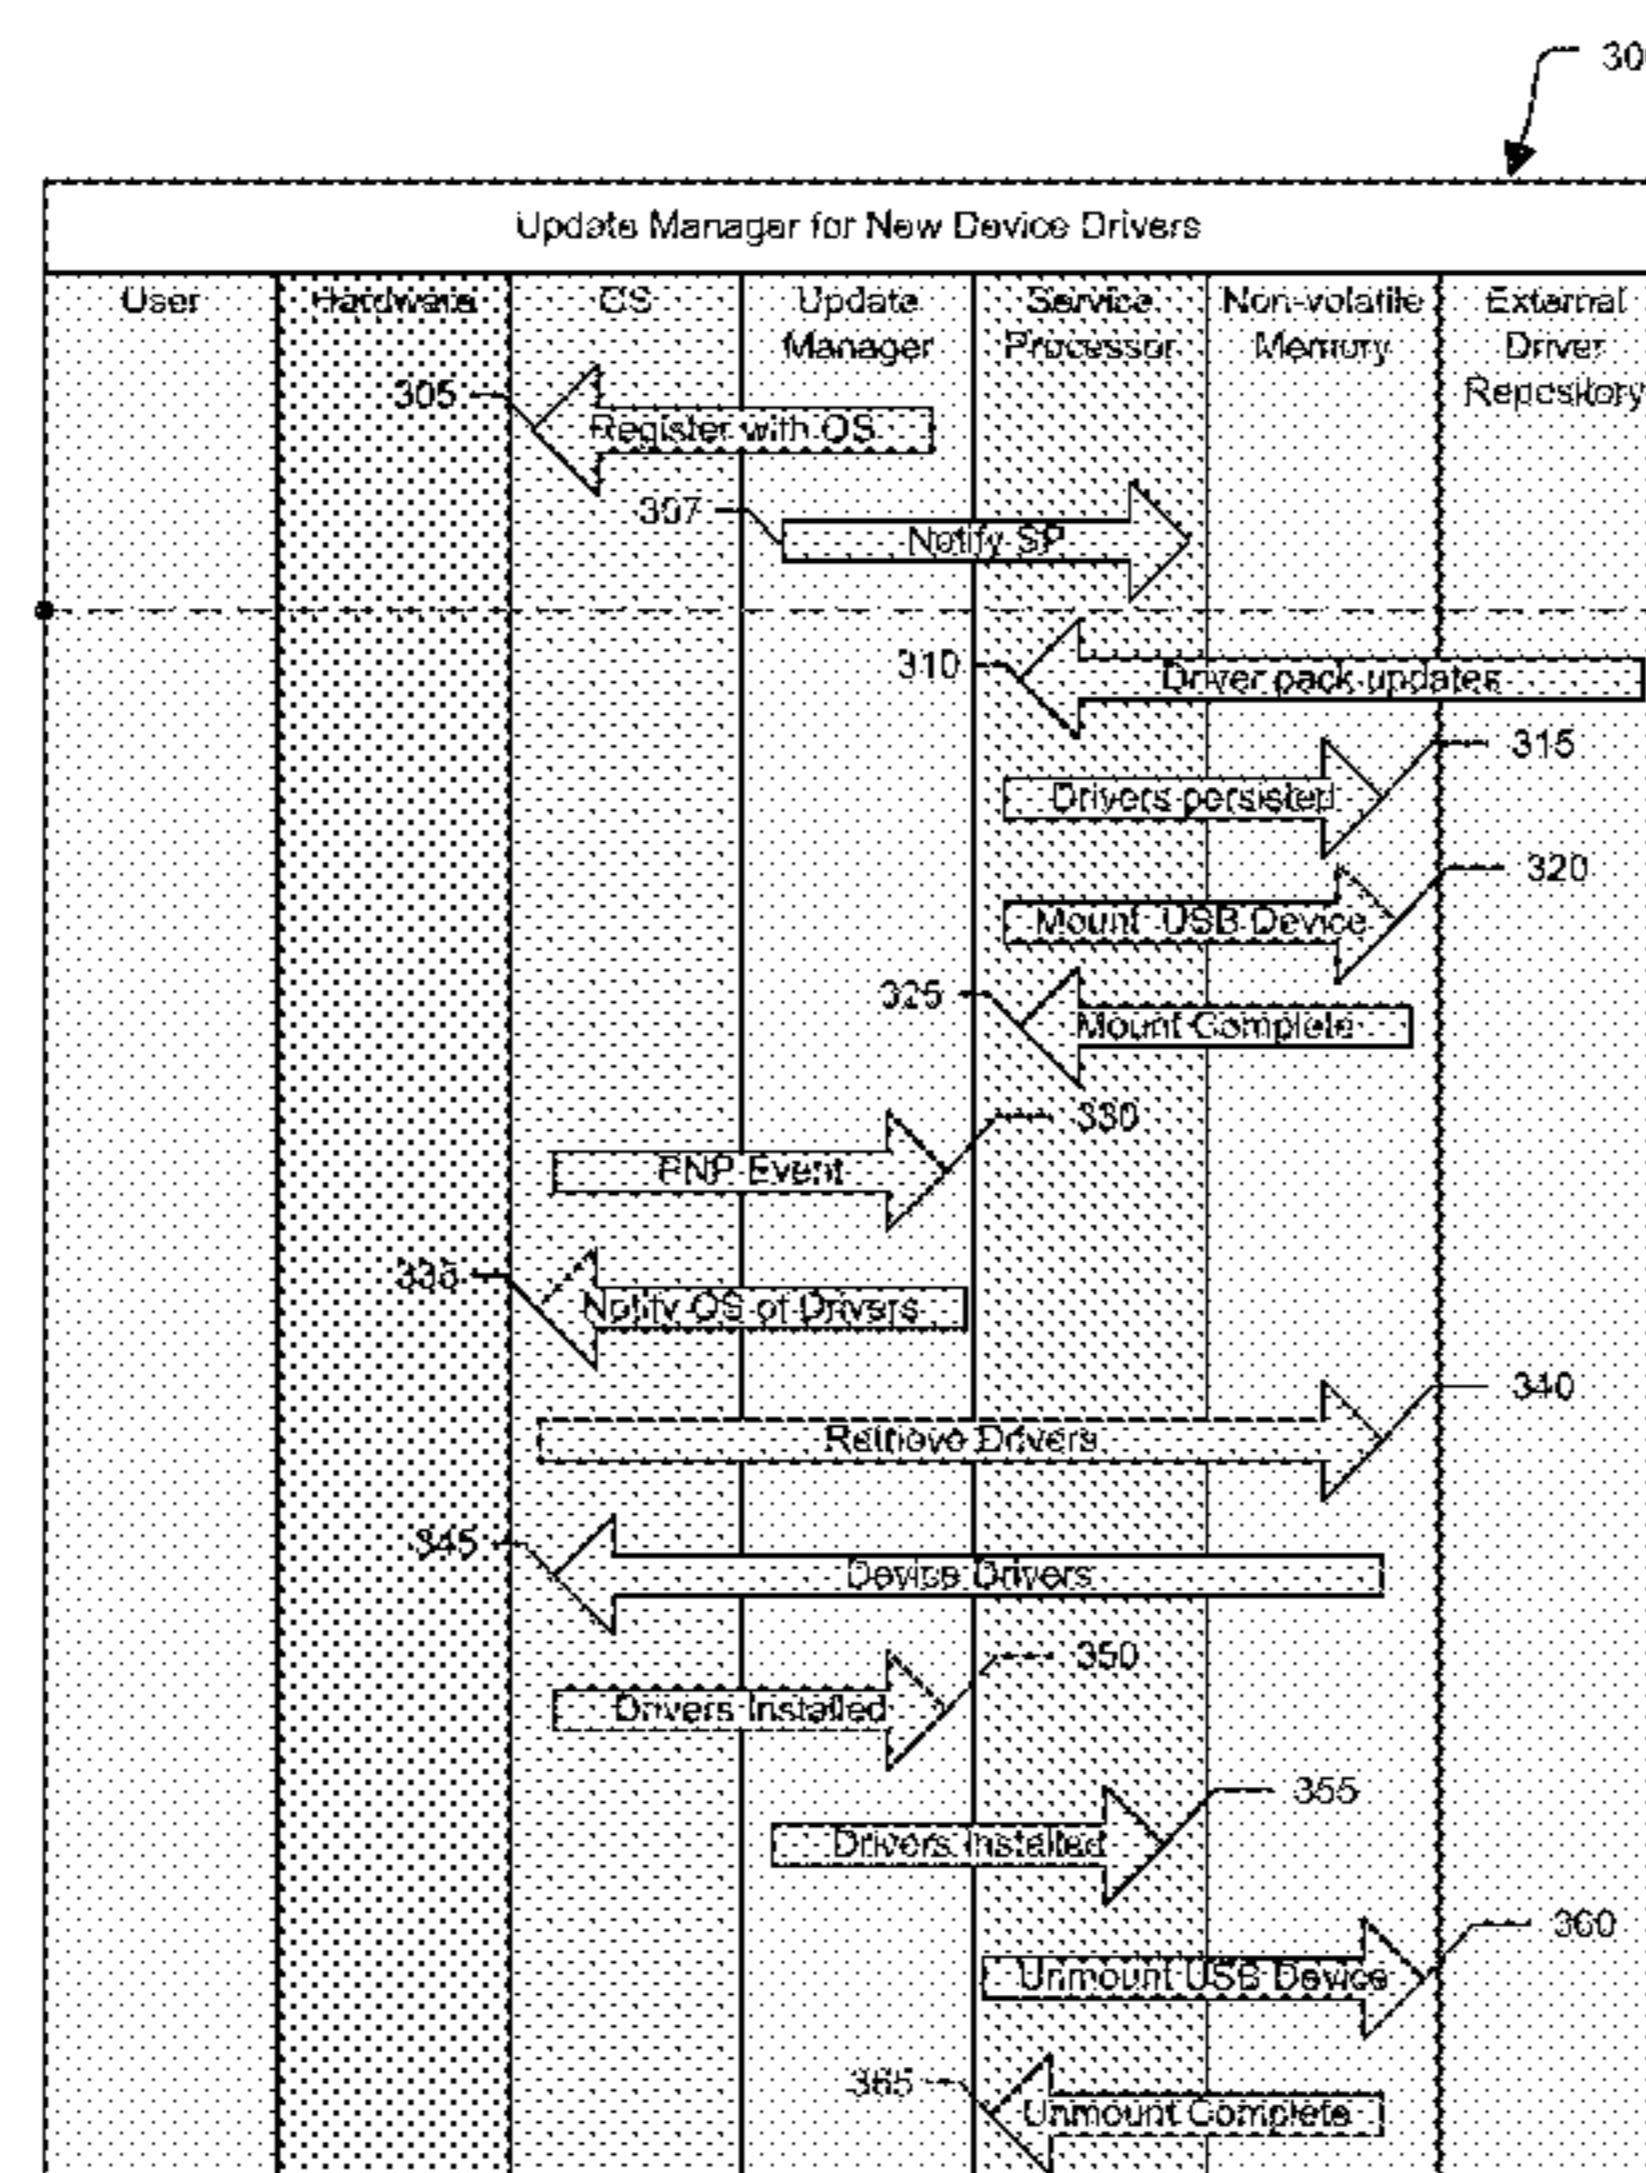 30
Update Manager for New Device Drivers
User
Hardware
OS
Update
Manager
Service
Processor
Non-volatile
Memory
External
Driver
Repository
305
Register with OS
307
Notify SP
310
Driver pack updates
315
Drivers persisted
320
Mount USB Device
325
Mount Complete
330
PNP Event
335
Notify OS of Drivers
340
Retrieve Drivers
345
Device Drivers
350
Drivers Installed
355
Drivers Installed
360
Unmount USB Device
365
Unmount Complete